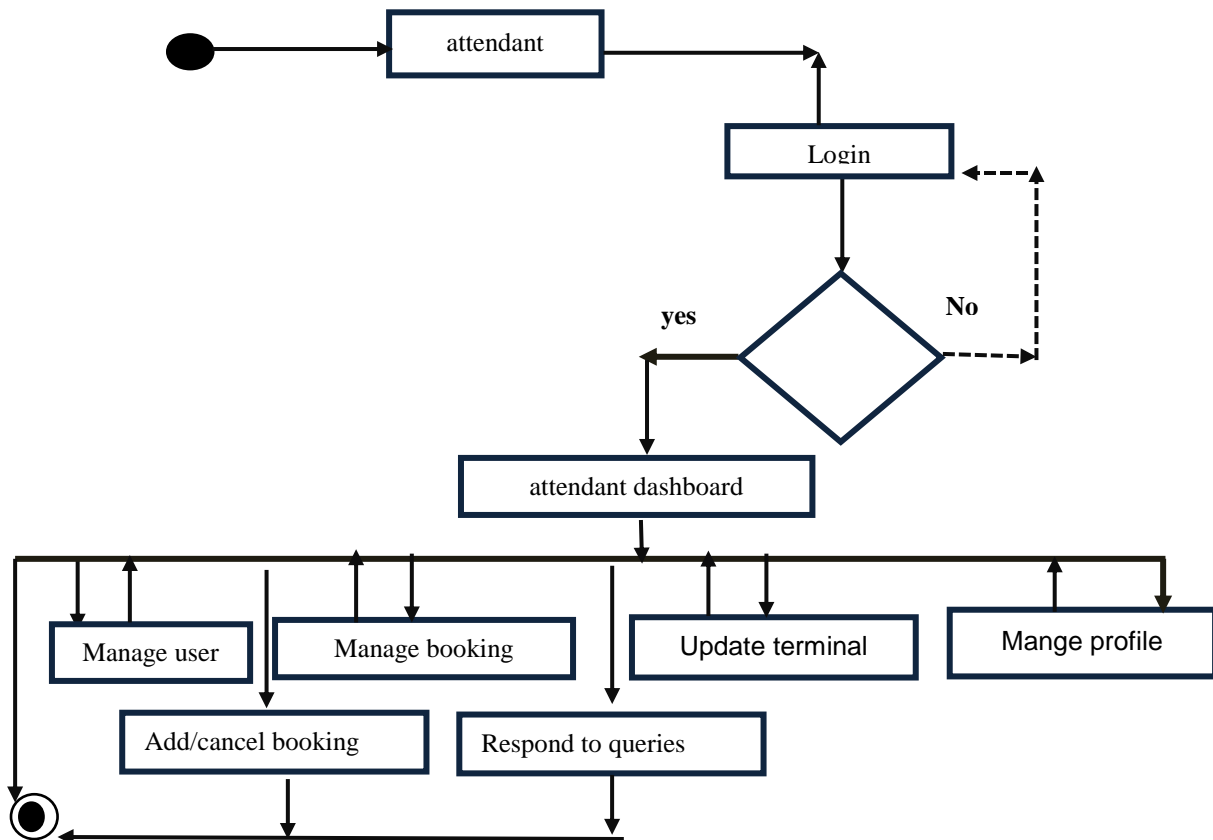 attendant
Login
yes
No
attendant dashboard
Manage user
Manage booking
Update terminal
Mange profile
Add/cancel booking
Respond to queries